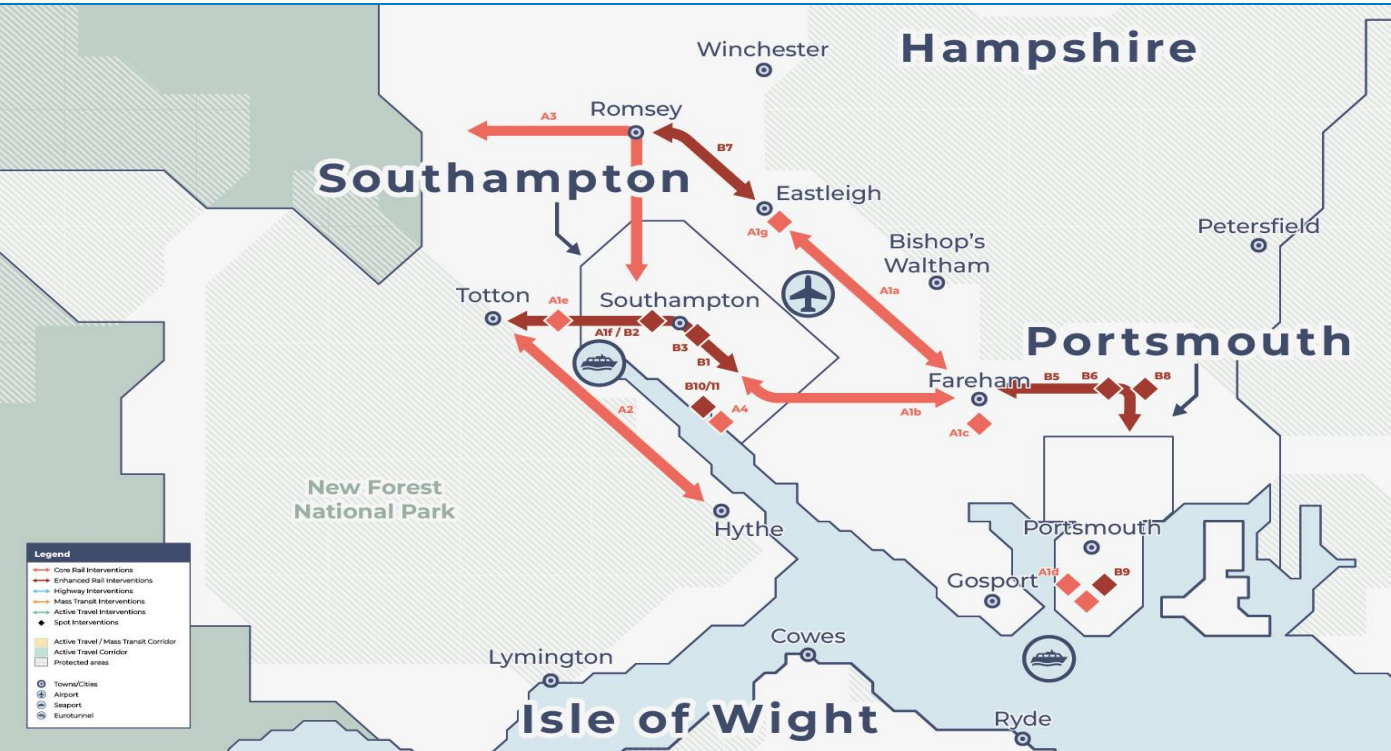 Hampshire
Winchester
Romsey
A3
B7
Southampton
Eastleigh
A1g
Petersfield
Bishop's
Waltham
A1a
Totton
A1e
Southampton
A1f / B2
B3
B1
Portsmouth
Fareham
B5
B6
B8
B10/11
A4
A2
A1b
A1c
New Forest
National Park
Hythe
Portsmouth
A1d
B9
Gosport
Cowes
Lymington
Isle of Wight
Ryde
Legend
Core Rail Interventions
Enhanced Rail Interventions
Highway Interventions
Mass Transit Interventions
Active Travel Interventions
Spot Interventions
Active Travel / Mass Transit Corridor
Active Travel Corridor
Protected areas
Towns/Cities
Airport
Seaport
Eurotunnel